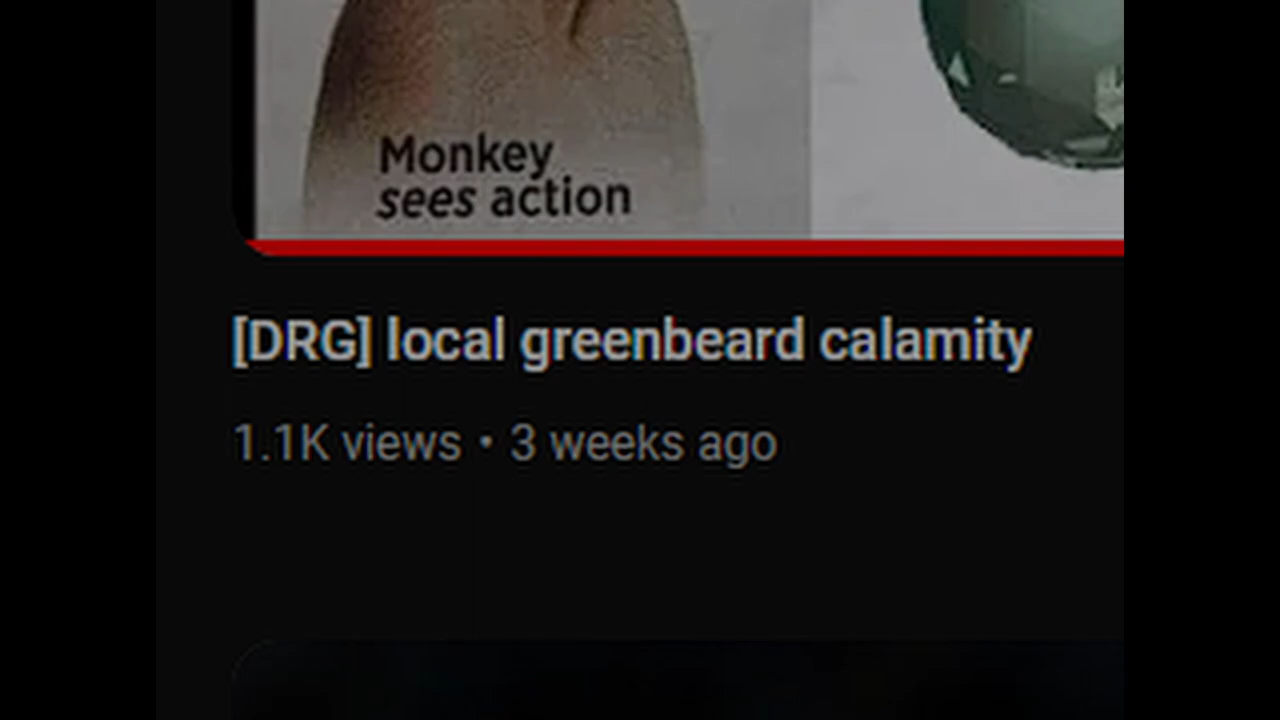 Monkey
sees action
[DRG] local greenbeard calamity
1.1K views • 3 weeks ago